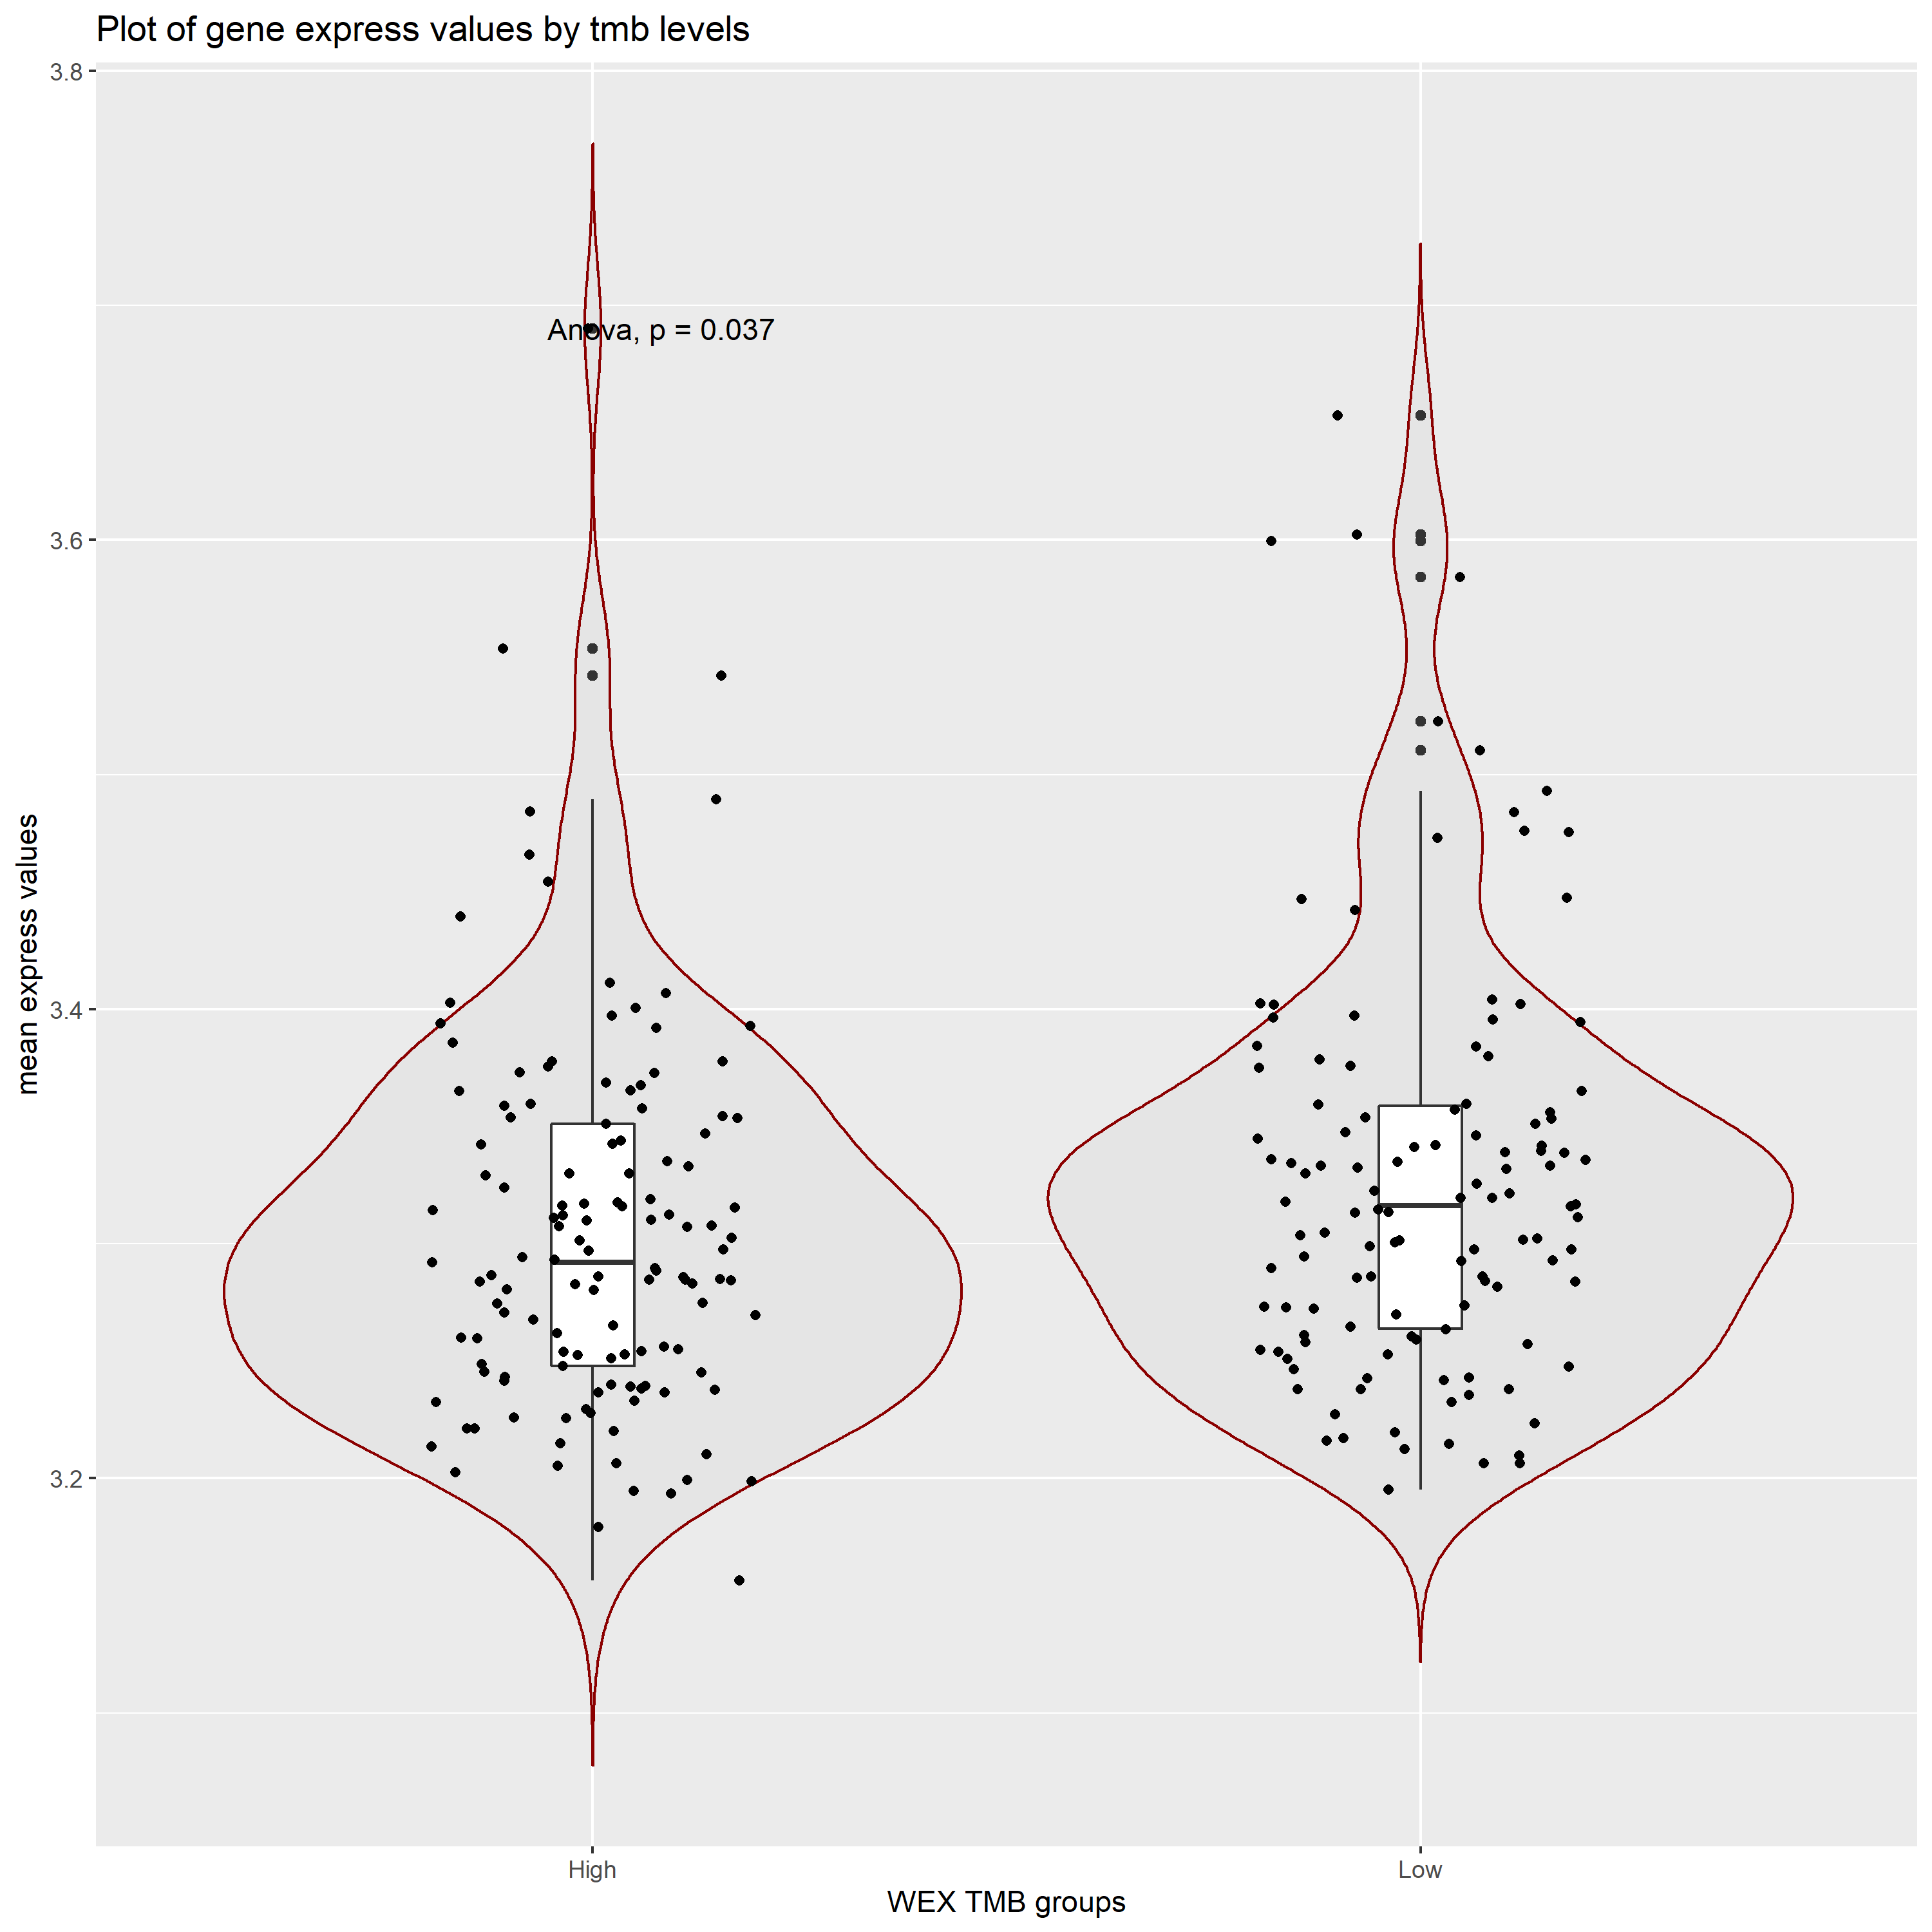 Plot of gene express values by tmb levels
3.8
3.6
3.4
3.2
mean express values
Anova, p = 0.037
High
Low
WEX TMB groups